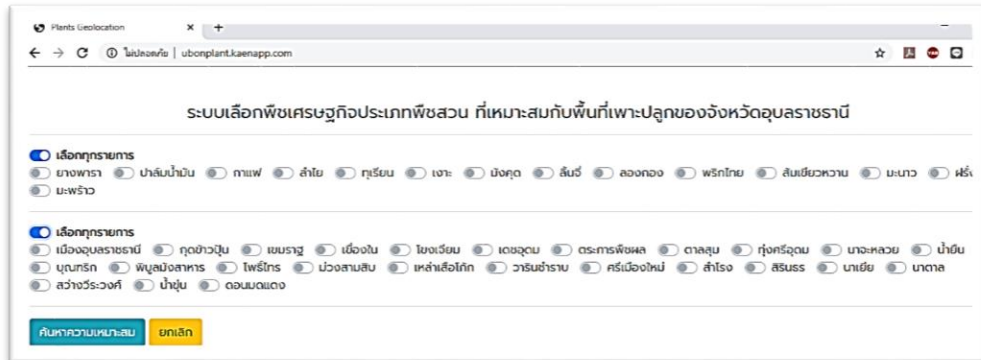 Plants Geolocation
ไม่ปลอดภัย | ubonplant.kaenapp.com
ระบบเลือกพืชเศรษฐกิจประเภทพืชสวน ที่เหมาะสมกับพื้นที่เพาะปลูกของจังหวัดอุบลราชธานี
เลือกทุกรายการ
ยางพารา ปาล์มน้ำมัน กาแฟ ลำไย ทุเรียน เงาะ มังคุด ลิ้นจี่ ลองกอง พริกไทย ส้มเขียวหวาน มะนาว ฝรั่ง
มะพร้าว
เลือกทุกรายการ
เมืองอุบลราชธานี กุดข้าวปุ้น เขมราฐ เขื่องใน โขงเจียม เดชอุดม ตระการพืชผล ตาลสุม ทุ่งศรีอุดม นาจะหลวย น้ำยืน
บุณฑริก พิบูลมังสาหาร โพธิ์ไทร ม่วงสามสิบ เหล่าเสือโก้ก วารินชำราบ ศรีเมืองใหม่ สำโรง สิรินธร นาเยีย นาตาล
สว่างวีระวงศ์ น้ำขุ่น ดอนมดแดง
ค้นหาความเหมาะสม ยกเลิก